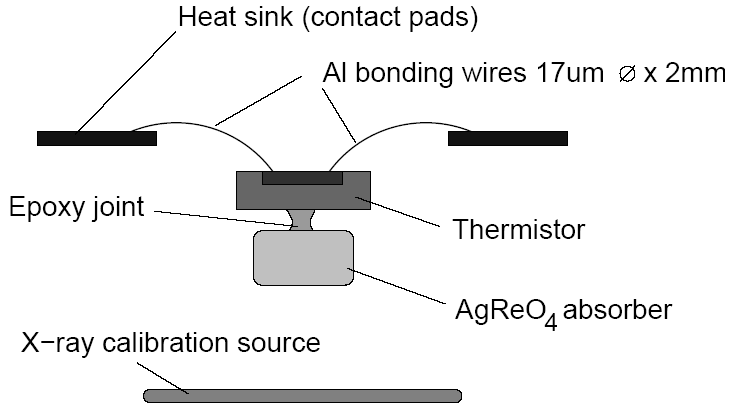 Heat sink (contact pads)
Al bonding wires 17um ⌀ x 2mm
Epoxy joint
Thermistor
AgReO4 absorber
X−ray calibration source